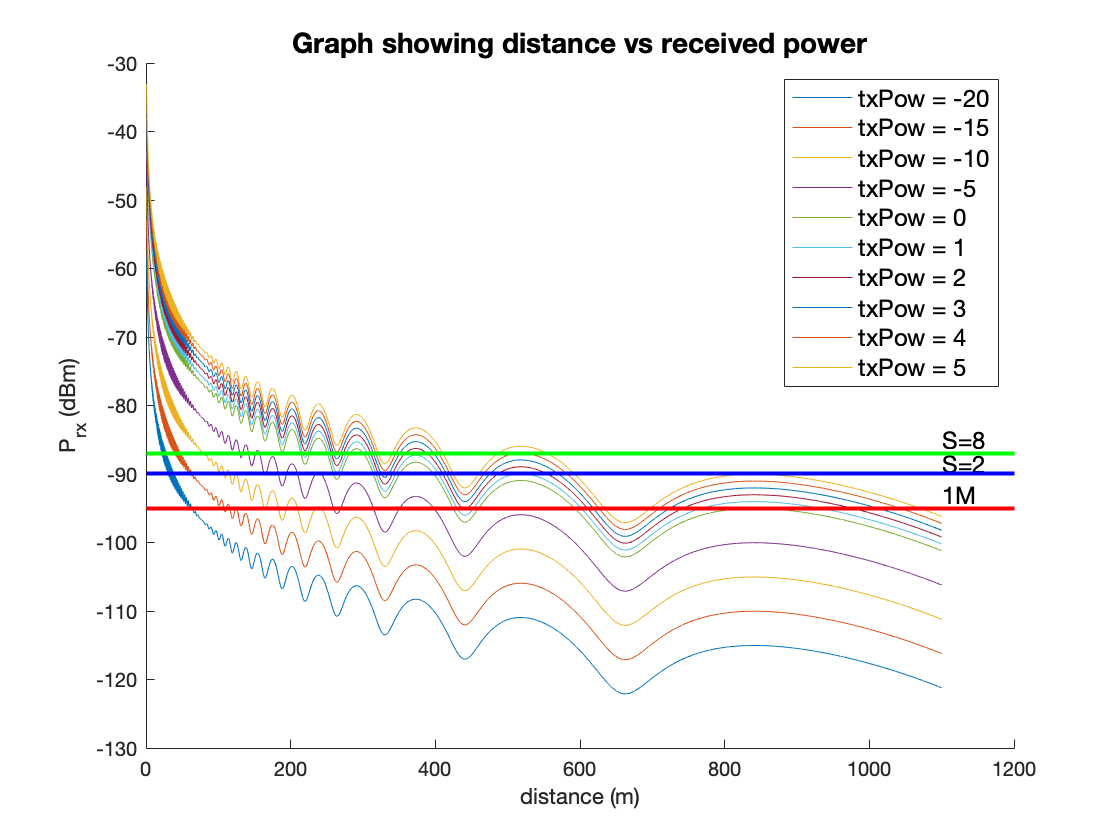 Graph showing distance vs received power
-30
-40
-50
-60
-70
-80
-90
-100
-110
-120
-130
P_rx (dBm)
txPow = -20
txPow = -15
txPow = -10
txPow = -5
txPow = 0
txPow = 1
txPow = 2
txPow = 3
txPow = 4
txPow = 5
S=8
S=2
1M
0 200 400 600 800 1000 1200
distance (m)